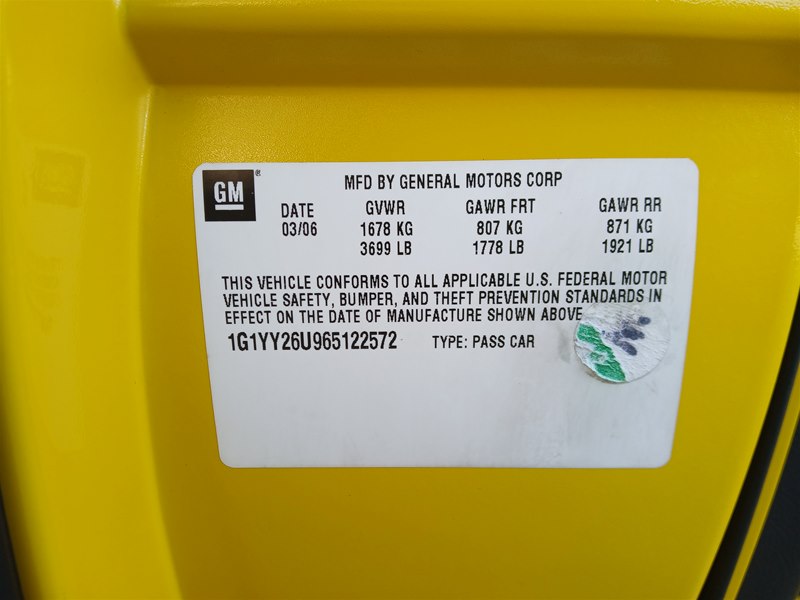 GM®
MFD BY GENERAL MOTORS CORP
DATE GVWR GAWR FRT GAWR RR
03/06 1678 KG 807 KG 871 KG
3699 LB 1778 LB 1921 LB
THIS VEHICLE CONFORMS TO ALL APPLICABLE U.S. FEDERAL MOTOR
VEHICLE SAFETY, BUMPER, AND THEFT PREVENTION STANDARDS IN
EFFECT ON THE DATE OF MANUFACTURE SHOWN ABOVE
1G1YY26U965122572 TYPE: PASS CAR